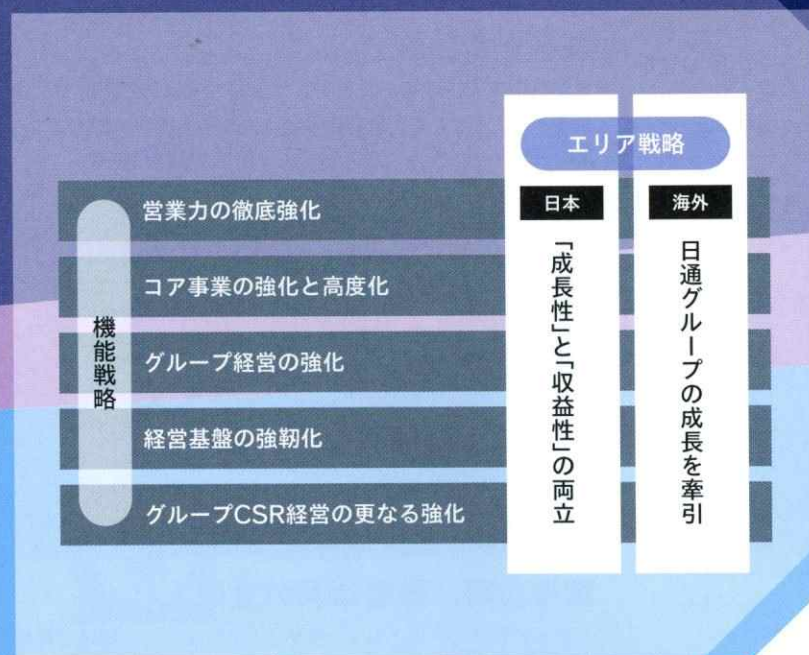 エリア戦略
日本
海外
「成長性」と「収益性」の両立
日通グループの成長を牽引
機能戦略
営業力の徹底強化
コア事業の強化と高度化
グループ経営の強化
経営基盤の強靭化
グループCSR経営の更なる強化